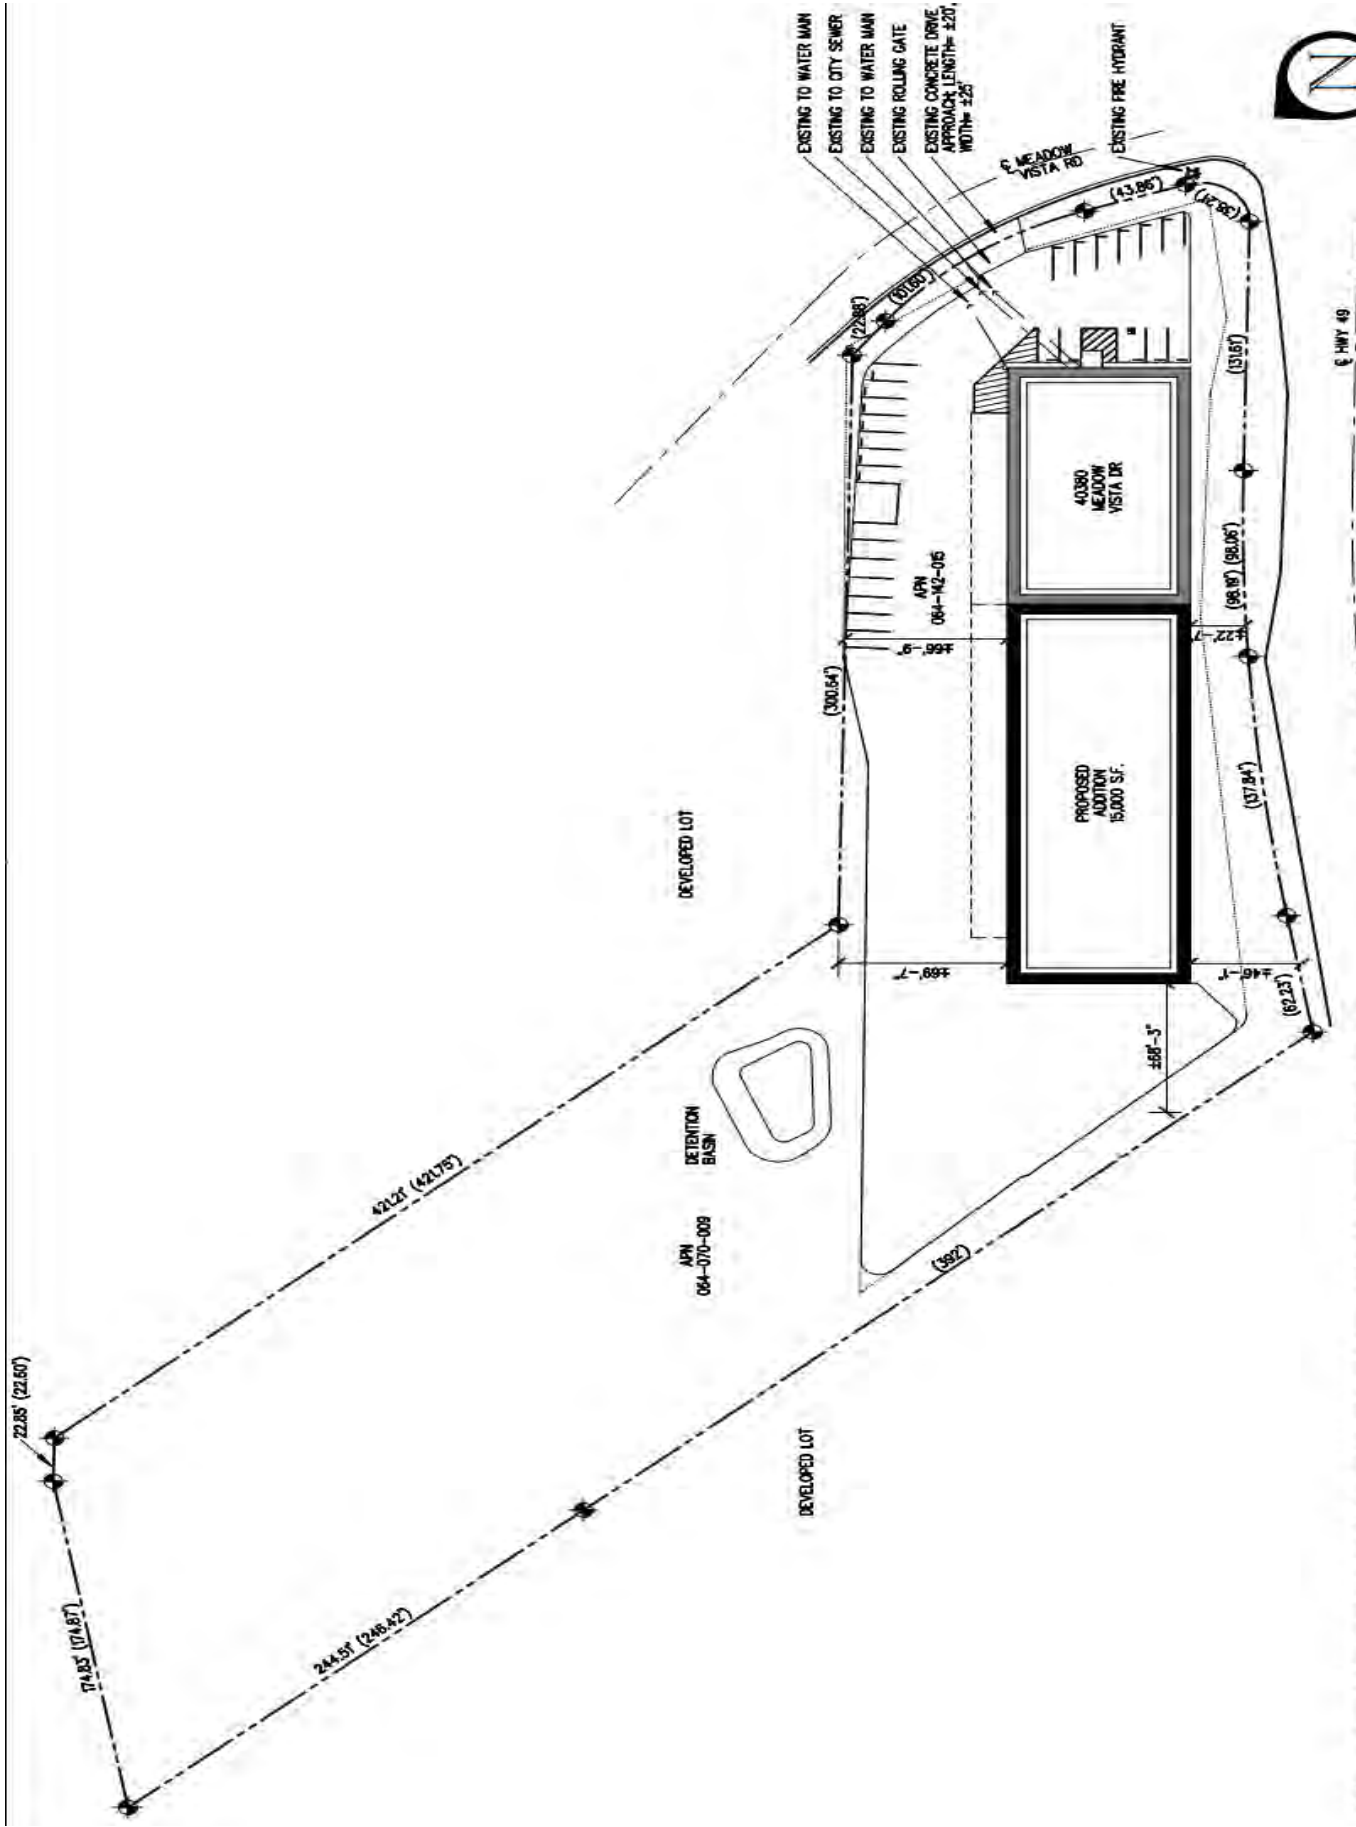 EXISTING TO WATER MAIN
EXISTING TO CITY SEWER
EXISTING TO WATER MAIN
EXISTING ROLLING GATE
EXISTING CONCRETE DRIVE
APPROACH; LENGTH= ±20',
WIDTH= ±25'
EXISTING FIRE HYDRANT
N
℄ MEADOW
VISTA RD
(43.86')
(38.21')
(101.60')
(22.88')
(131.61')
℄ HWY 49
40380
MEADOW
VISTA DR
APN
064-142-015
(98.19') (98.06')
±22'-7"
±66'-9"
(300.64')
PROPOSED
ADDITION
15,000 S.F.
(137.84')
DEVELOPED LOT
±69'-7"
±46'-1"
(62.23')
±68'-3"
DETENTION
BASIN
421.21' (421.75')
APN
064-070-009
(392')
22.85' (22.60')
DEVELOPED LOT
174.83' (174.87')
244.51' (246.42')